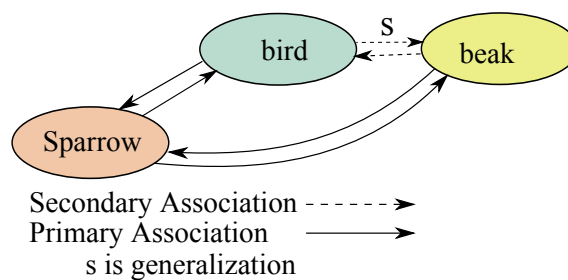 S
bird
beak
Sparrow
Secondary Association
Primary Association
s is generalization